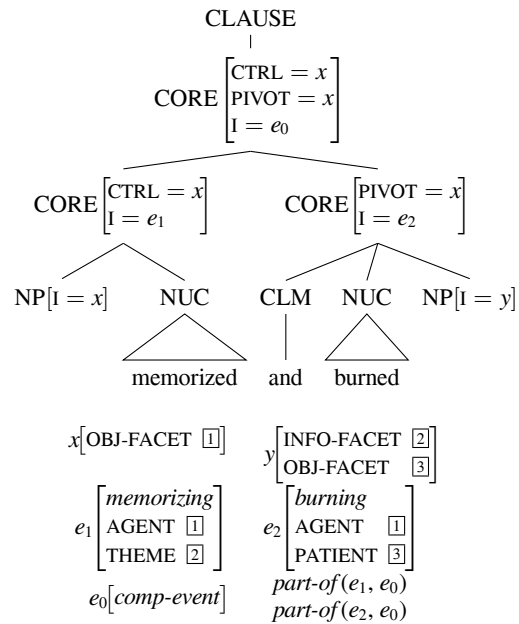 CLAUSE
CORE [CTRL = x
PIVOT = x
I = e₀]
CORE [CTRL = x
I = e₁] CORE [PIVOT = x
I = e₂]
NP[I = x] NUC CLM NUC NP[I = y]
memorized and burned
x[OBJ-FACET 1] y[INFO-FACET 2
OBJ-FACET 3]
e₁[memorizing
AGENT 1
THEME 2] e₂[burning
AGENT 1
PATIENT 3]
e₀[comp-event] part-of(e₁, e₀)
part-of(e₂, e₀)